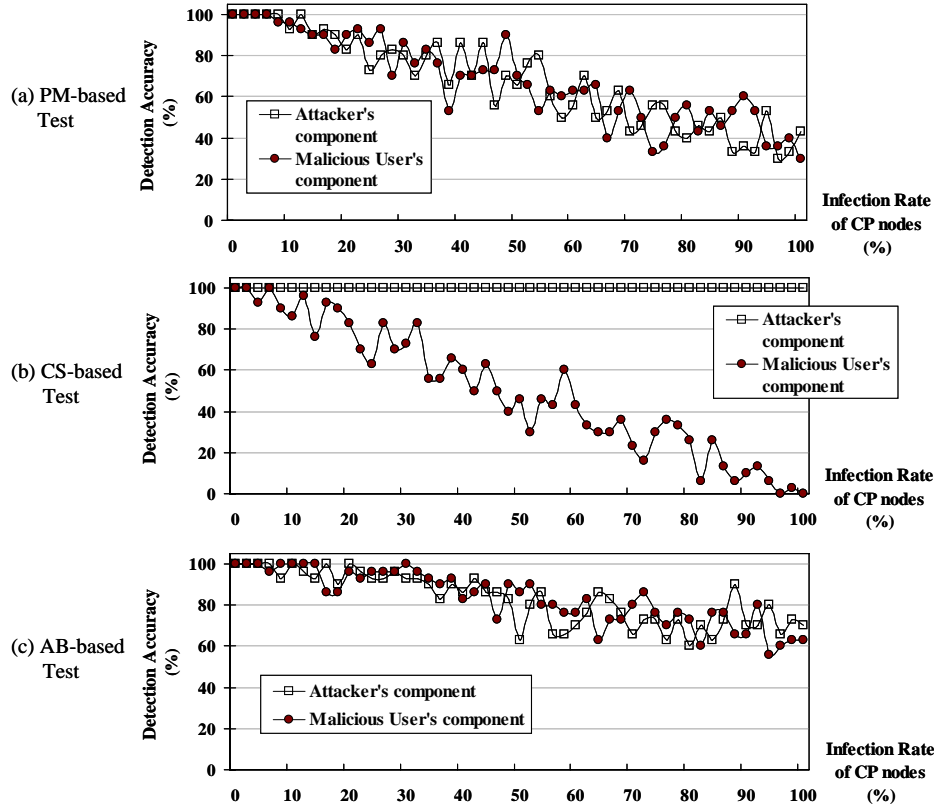 (a) PM-based
Test
Detection Accuracy
(%)
100
80
60
40
20
0
Attacker's
component
Malicious User's
component
0 10 20 30 40 50 60 70 80 90 100
Infection Rate
of CP nodes
(%)
(b) CS-based
Test
Detection Accuracy
(%)
100
80
60
40
20
0
Attacker's
component
Malicious User's
component
0 10 20 30 40 50 60 70 80 90 100
Infection Rate
of CP nodes
(%)
(c) AB-based
Test
Detection Accuracy
(%)
100
80
60
40
20
0
Attacker's component
Malicious User's component
0 10 20 30 40 50 60 70 80 90 100
Infection Rate
of CP nodes
(%)